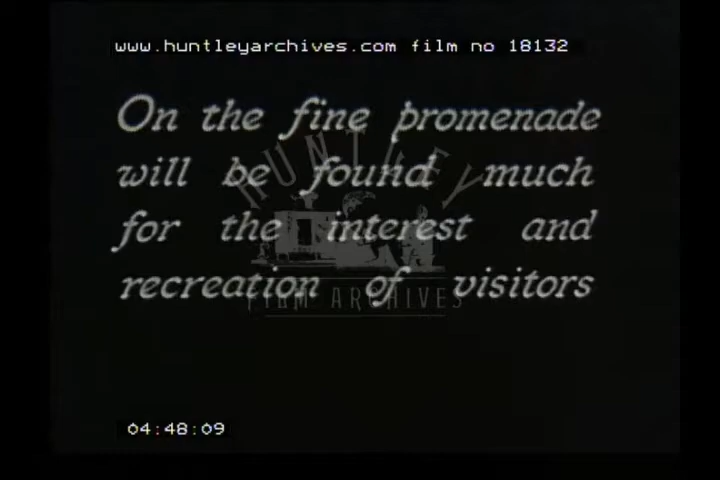 www.huntleyarchives.com film no 18132
On the fine promenade
will be found much
for the interest and
recreation of visitors
HUNTLEY
FILM ARCHIVES
04:48:09